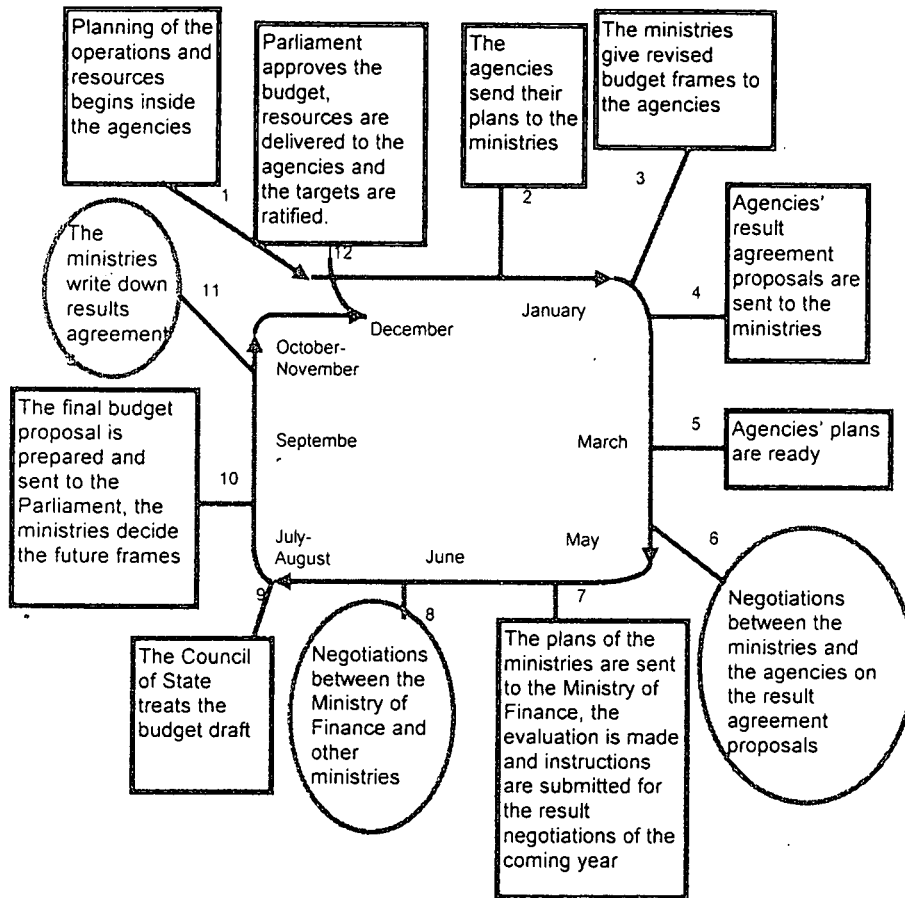 Planning of the
operations and
resources
begins inside
the agencies
1
Parliament
approves the
budget,
resources are
delivered to the
agencies and
the targets are
ratified.
12
The
agencies
send their
plans to the
ministries
2
The ministries
give revised
budget frames to
the agencies
3
Agencies'
result
agreement
proposals are
sent to the
ministries
4
Agencies' plans
are ready
5
Negotiations
between the
ministries and
the agencies on
the result
agreement
proposals
6
The plans of the
ministries are sent
to the Ministry of
Finance, the
evaluation is made
and instructions
are submitted for
the result
negotiations of the
coming year
7
Negotiations
between the
Ministry of
Finance and
other
ministries
8
The Council
of State
treats the
budget draft
9
The final budget
proposal is
prepared and
sent to the
Parliament, the
ministries decide
the future frames
10
The
ministries
write down
results
agreement
11
December
January
October-
November
Septembe
March
July-
August
June
May